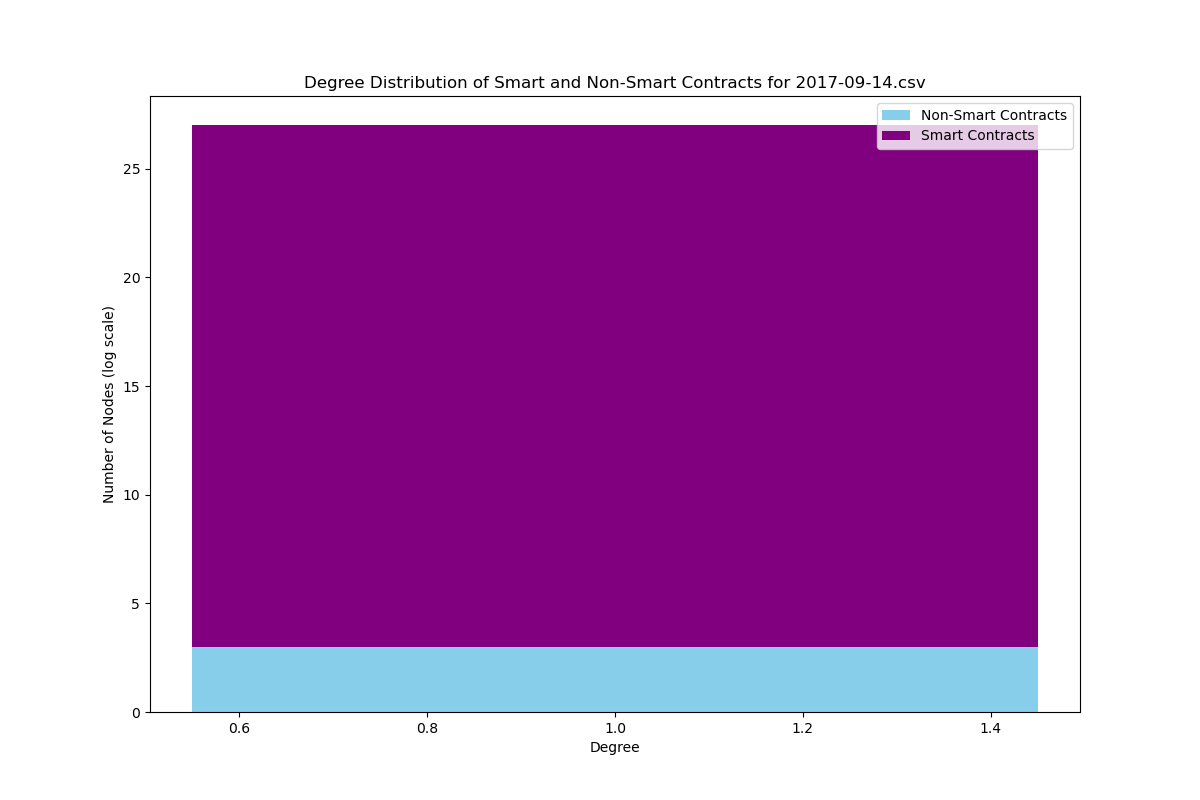 Degree Distribution of Smart and Non-Smart Contracts for 2017-09-14.csv
Non-Smart Contracts
Smart Contracts
25
20
15
10
5
0
Number of Nodes (log scale)
0.6 0.8 1.0 1.2 1.4
Degree